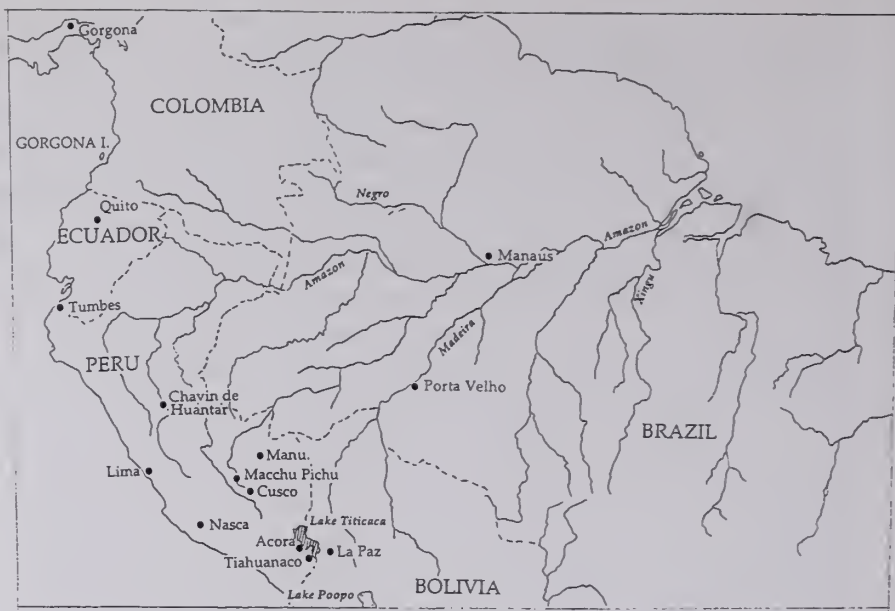 Gorgona
COLOMBIA
GORGONA I.
Negro
Quito
ECUADOR
Amazon
Manaus
Amazon
Xingu
Tumbes
Madeira
PERU
Porta Velho
Chavin de
Huantar
BRAZIL
Manu.
Lima
Macchu Pichu
Cusco
Nasca
Lake Titicaca
Acora
La Paz
Tiahuanaco
BOLIVIA
Lake Poopo